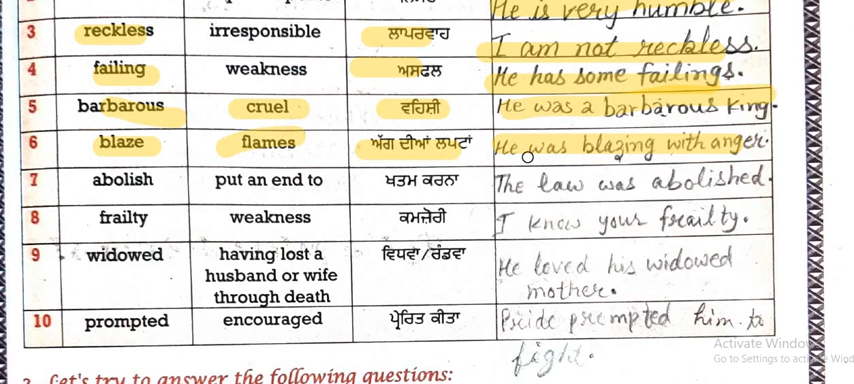 He is very humble.
3 reckless irresponsible ਲਾਪਰਵਾਹ I am not reckless.
4 failing weakness ਅਸਫਲ He has some failings.
5 barbarous cruel ਵਹਿਸ਼ੀ He was a barbarous King.
6 blaze flames ਅੱਗ ਦੀਆਂ ਲਪਟਾਂ He was blazing with anger.
7 abolish put an end to ਖਤਮ ਕਰਨਾ The law was abolished.
8 frailty weakness ਕਮਜ਼ੋਰੀ I know your frailty.
9 widowed having lost a ਵਿਧਵਾ/ਰੰਡਵਾ He loved his widowed
husband or wife mother.
through death
10 prompted encouraged ਪ੍ਰੇਰਿਤ ਕੀਤਾ Pride prompted him to
fight.
Activate Windows
Go to Settings to activate Windows
2. Let's try to answer the following questions: